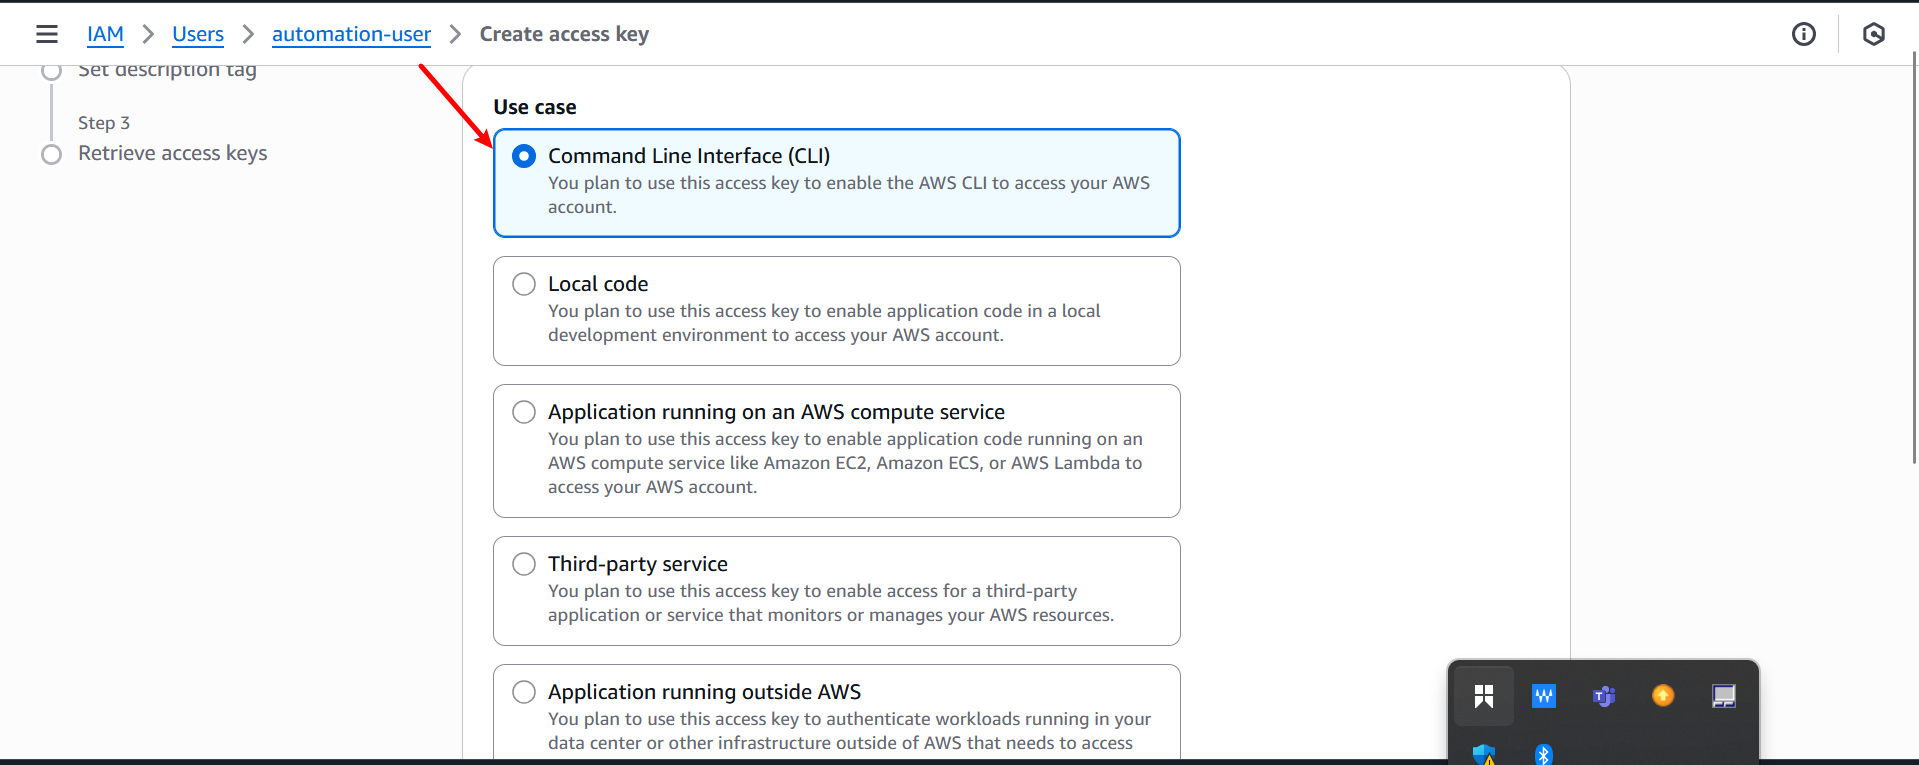 IAM > Users > automation-user > Create access key
Set description tag
Step 3
Retrieve access keys
Use case
Command Line Interface (CLI)
You plan to use this access key to enable the AWS CLI to access your AWS
account.
Local code
You plan to use this access key to enable application code in a local
development environment to access your AWS account.
Application running on an AWS compute service
You plan to use this access key to enable application code running on an
AWS compute service like Amazon EC2, Amazon ECS, or AWS Lambda to
access your AWS account.
Third-party service
You plan to use this access key to enable access for a third-party
application or service that monitors or manages your AWS resources.
Application running outside AWS
You plan to use this access key to authenticate workloads running in your
data center or other infrastructure outside of AWS that needs to access